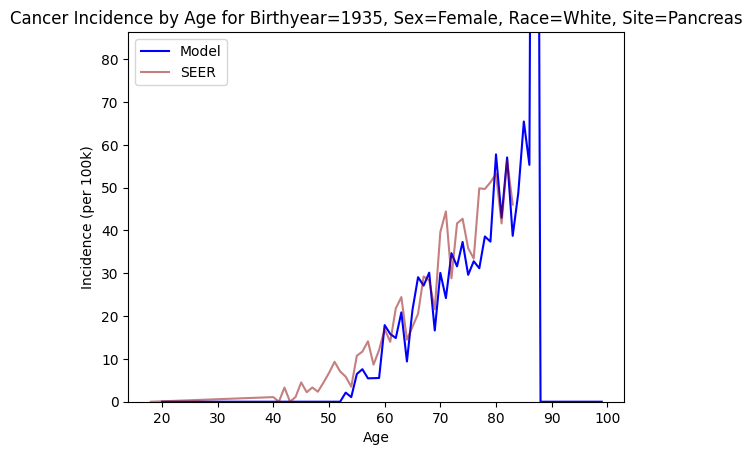 Cancer Incidence by Age for Birthyear=1935, Sex=Female, Race=White, Site=Pancreas
Model
SEER
80
70
60
50
40
30
20
10
0
Incidence (per 100k)
20 30 40 50 60 70 80 90 100
Age